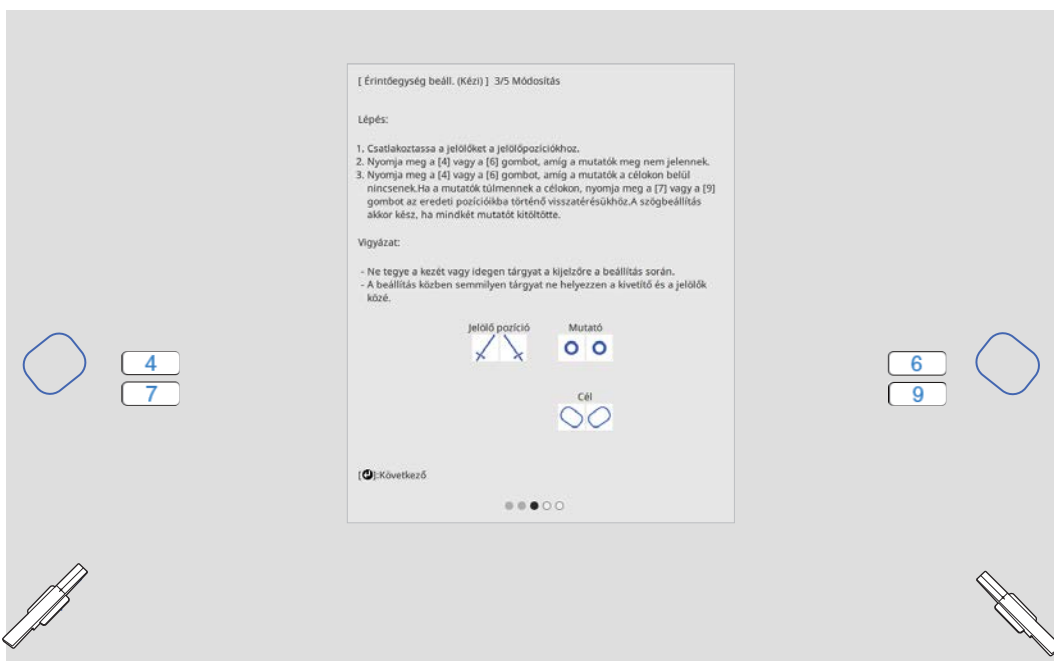 [ Érintőegység beáll. (Kézi) ] 3/5 Módosítás
Lépés:
1. Csatlakoztassa a jelölőket a jelölőpozíciókhoz.
2. Nyomja meg a [4] vagy a [6] gombot, amíg a mutatók meg nem jelennek.
3. Nyomja meg a [4] vagy a [6] gombot, amíg a mutatók a célokon belül
nincsenek.Ha a mutatók túlmennek a célokon, nyomja meg a [7] vagy a [9]
gombot az eredeti pozícióikba történő visszatérésükhöz.A szögbeállítás
akkor kész, ha mindkét mutatót kitöltötte.
Vigyázat:
- Ne tegye a kezét vagy idegen tárgyat a kijelzőre a beállítás során.
- A beállítás közben semmilyen tárgyat ne helyezzen a kivetítő és a jelölők
közé.
Jelölő pozíció Mutató
4 6
7 9
Cél
[⏎]:Következő